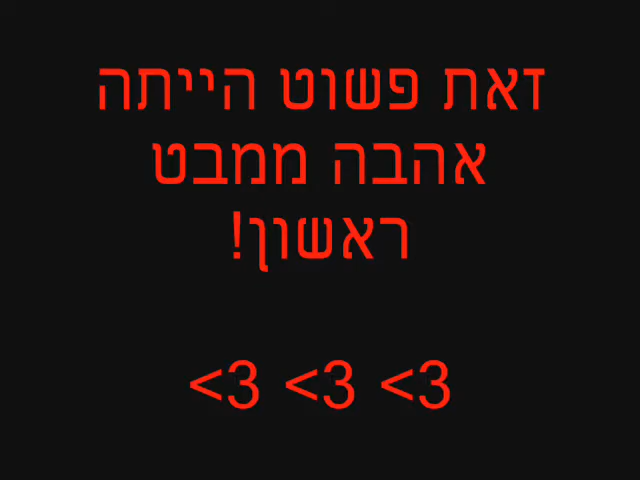 זאת פשוט הייתה
אהבה ממבט
ראשון!
<3 <3 <3